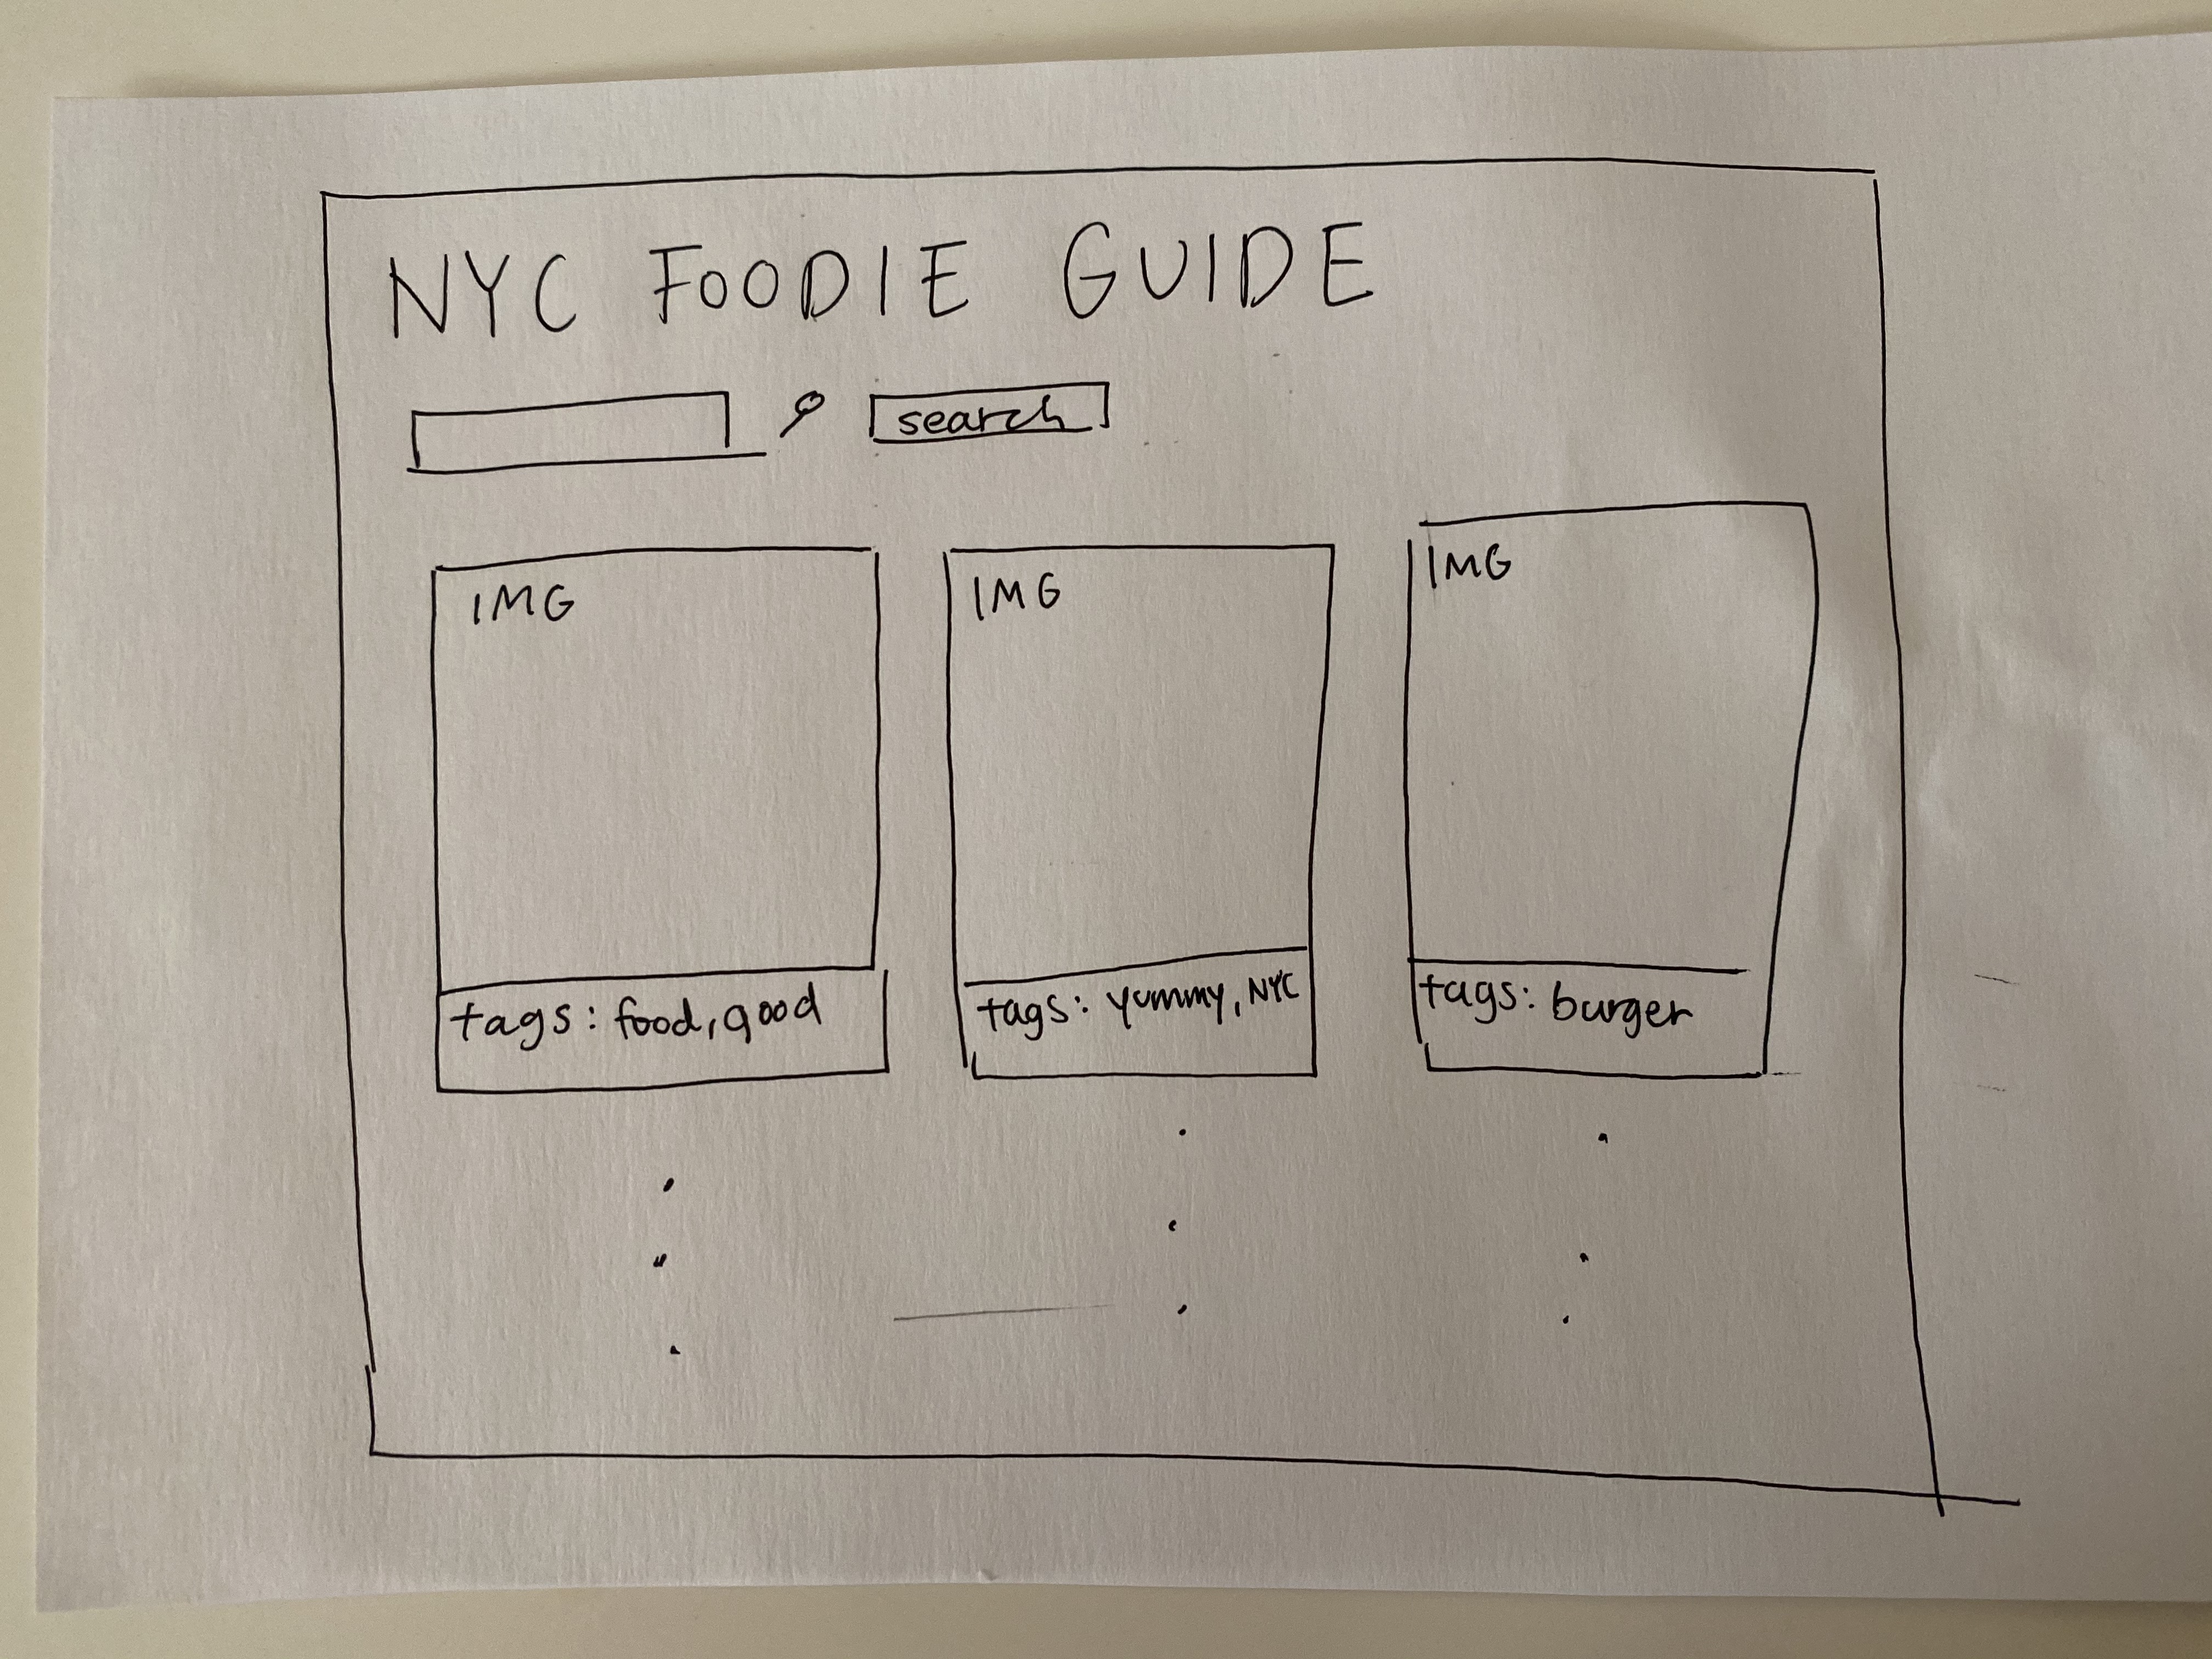 NYC FOODIE GUIDE
search
IMG
IMG
IMG
tags: food, good
tags: yummy, NYC
tags: burger